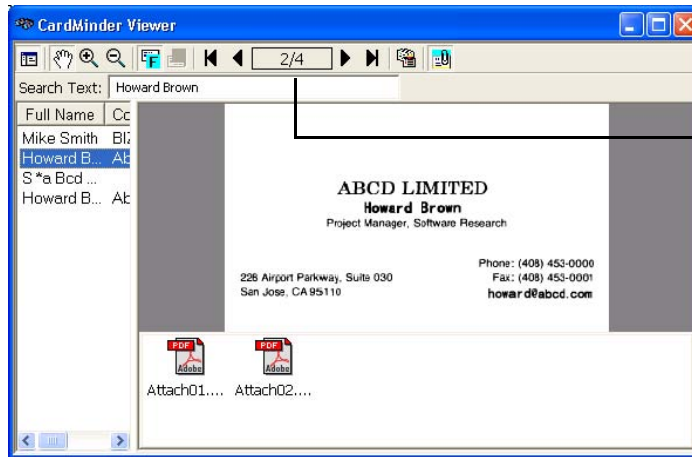 CardMinder Viewer
2/4
Search Text: Howard Brown
Full Name Co
Mike Smith BIZ
Howard B... Ab
S *a Bcd ...
Howard B... Ab
ABCD LIMITED
Howard Brown
Project Manager, Software Research
Phone: (408) 453-0000
226 Airport Parkway, Suite 030 Fax: (408) 453-0001
San Jose, CA 95110 howard@abcd.com
PDF PDF
Adobe Adobe
Attach01.... Attach02....